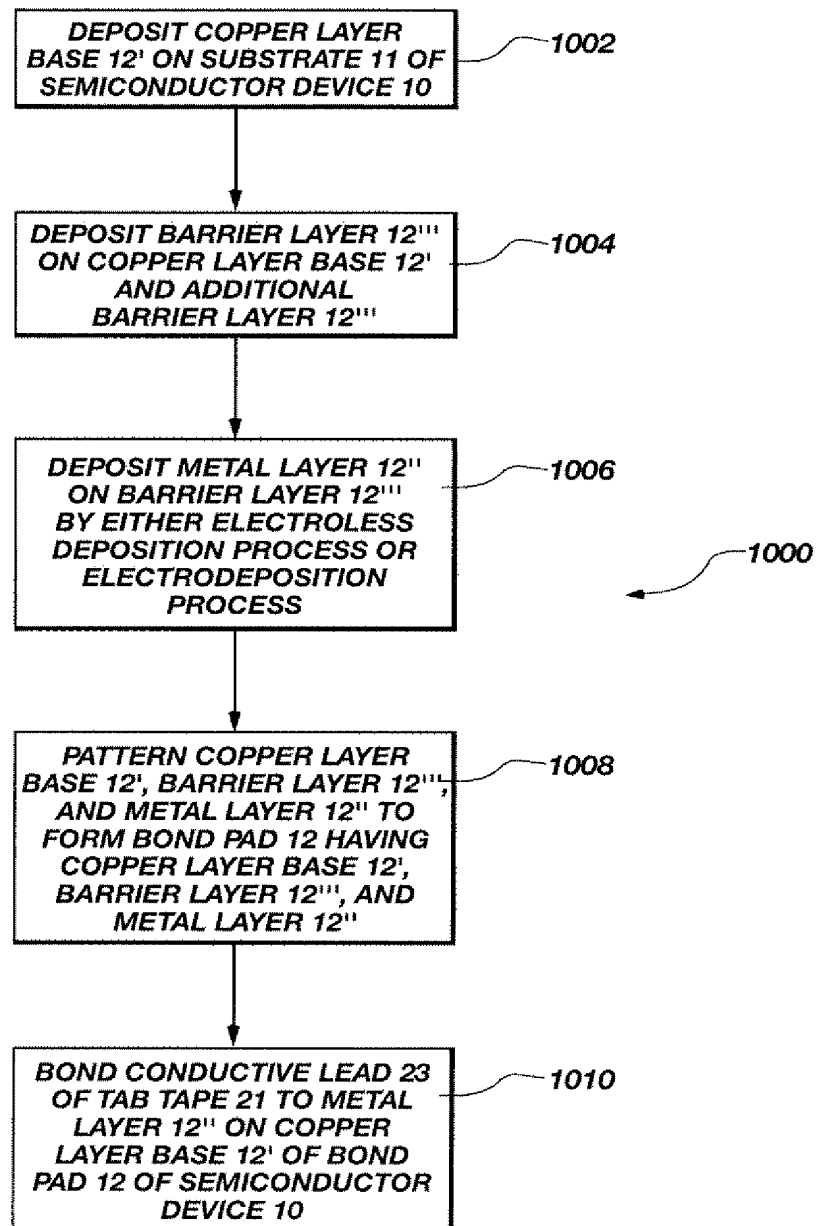 DEPOSIT COPPER LAYER
BASE 12' ON SUBSTRATE 11 OF
SEMICONDUCTOR DEVICE 10
1002
DEPOSIT BARRIER LAYER 12'''
ON COPPER LAYER BASE 12'
AND ADDITIONAL
BARRIER LAYER 12'''
1004
DEPOSIT METAL LAYER 12''
ON BARRIER LAYER 12'''
BY EITHER ELECTROLESS
DEPOSITION PROCESS OR
ELECTRODEPOSITION
PROCESS
1006
1000
PATTERN COPPER LAYER
BASE 12', BARRIER LAYER 12''',
AND METAL LAYER 12'' TO
FORM BOND PAD 12 HAVING
COPPER LAYER BASE 12',
BARRIER LAYER 12''', AND
METAL LAYER 12''
1008
BOND CONDUCTIVE LEAD 23
OF TAB TAPE 21 TO METAL
LAYER 12'' ON COPPER
LAYER BASE 12' OF BOND
PAD 12 OF SEMICONDUCTOR
DEVICE 10
1010